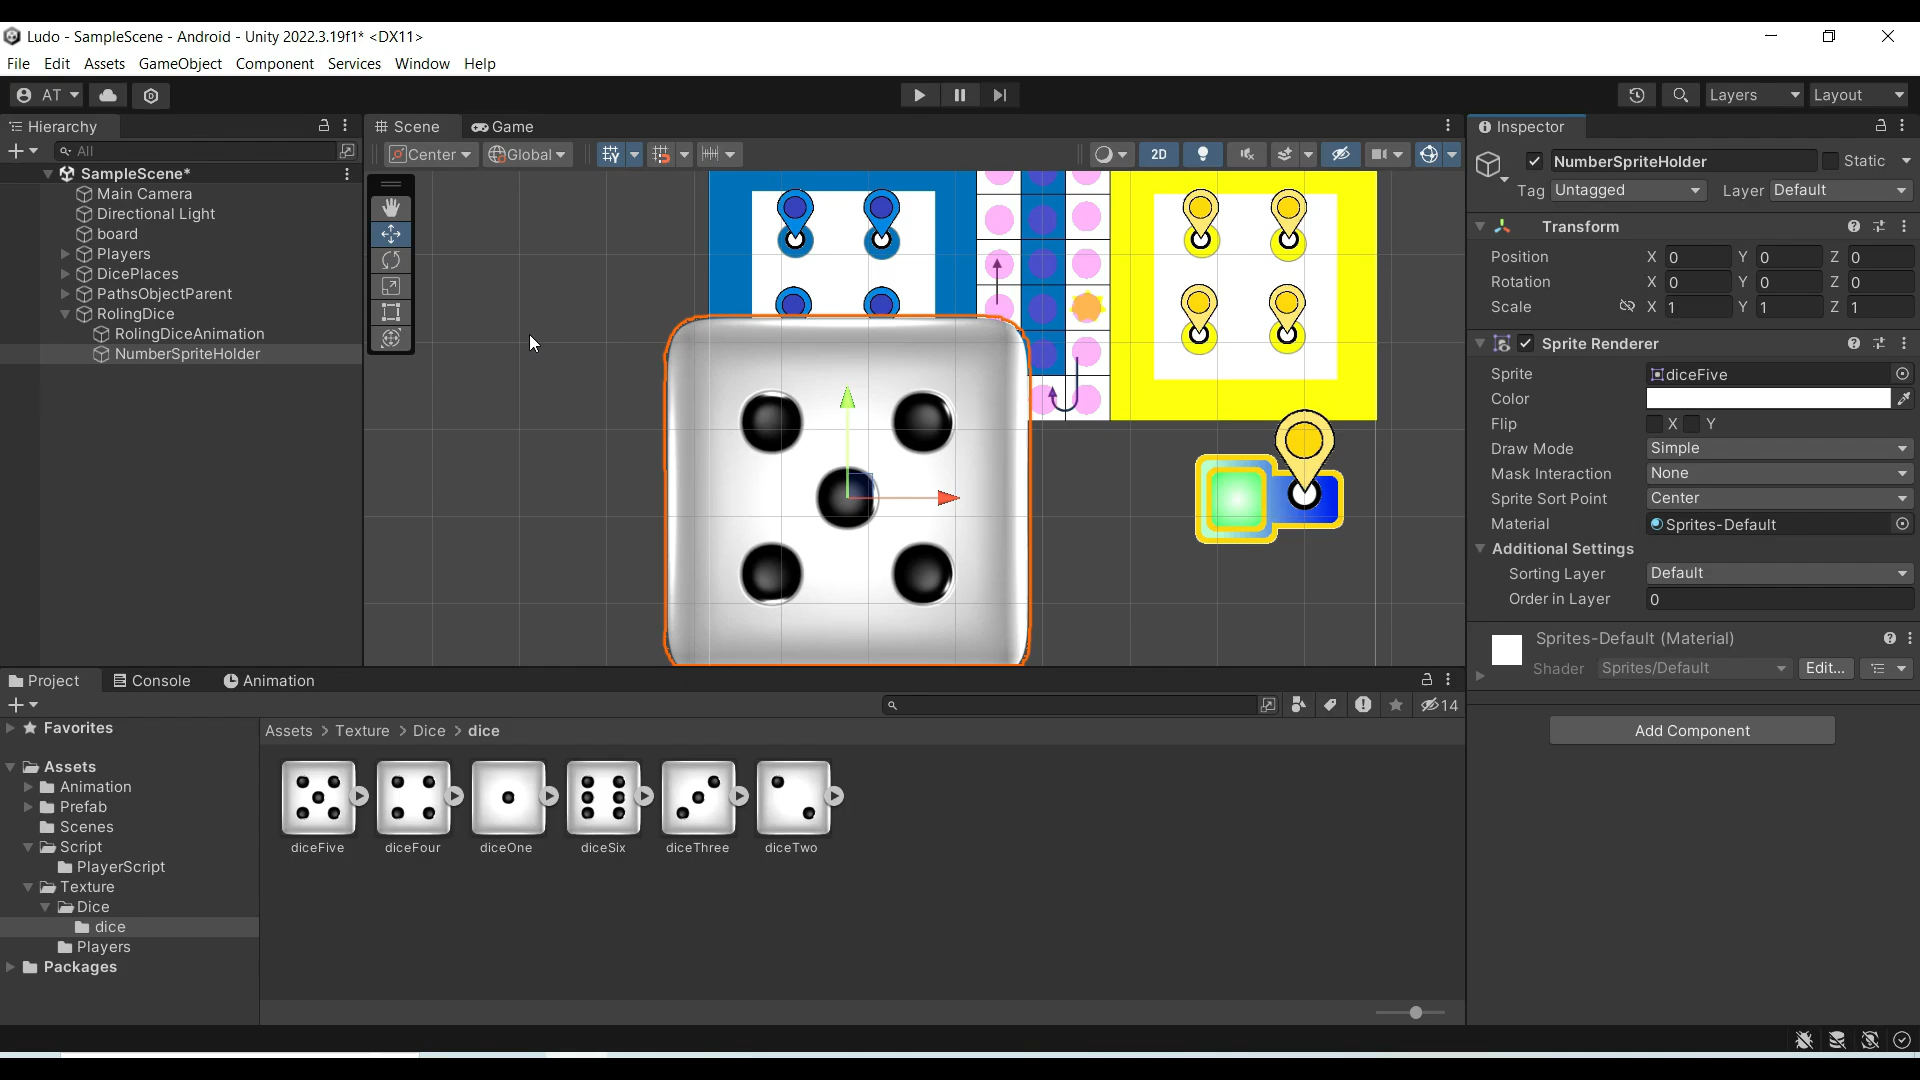 Ludo - SampleScene - Android - Unity 2022.3.19f1* <DX11>
File Edit Assets GameObject Component Services Window Help
AT Layers Layout
Hierarchy Scene Game Inspector
All Center Global 2D NumberSpriteHolder Static
SampleScene* Tag Untagged Layer Default
Main Camera
Directional Light
board
Players
DicePlaces
PathsObjectParent
RolingDice
RolingDiceAnimation
NumberSpriteHolder
Transform
Position X 0 Y 0 Z 0
Rotation X 0 Y 0 Z 0
Scale X 1 Y 1 Z 1
Sprite Renderer
Sprite diceFive
Color
Flip X Y
Draw Mode Simple
Mask Interaction None
Sprite Sort Point Center
Material Sprites-Default
Additional Settings
Sorting Layer Default
Order in Layer 0
Sprites-Default (Material)
Shader Sprites/Default Edit...
Add Component
Project Console Animation
14
Favorites
Assets
Animation
Prefab
Scenes
Script
PlayerScript
Texture
Dice
dice
Players
Packages
Assets > Texture > Dice > dice
diceFive diceFour diceOne diceSix diceThree diceTwo